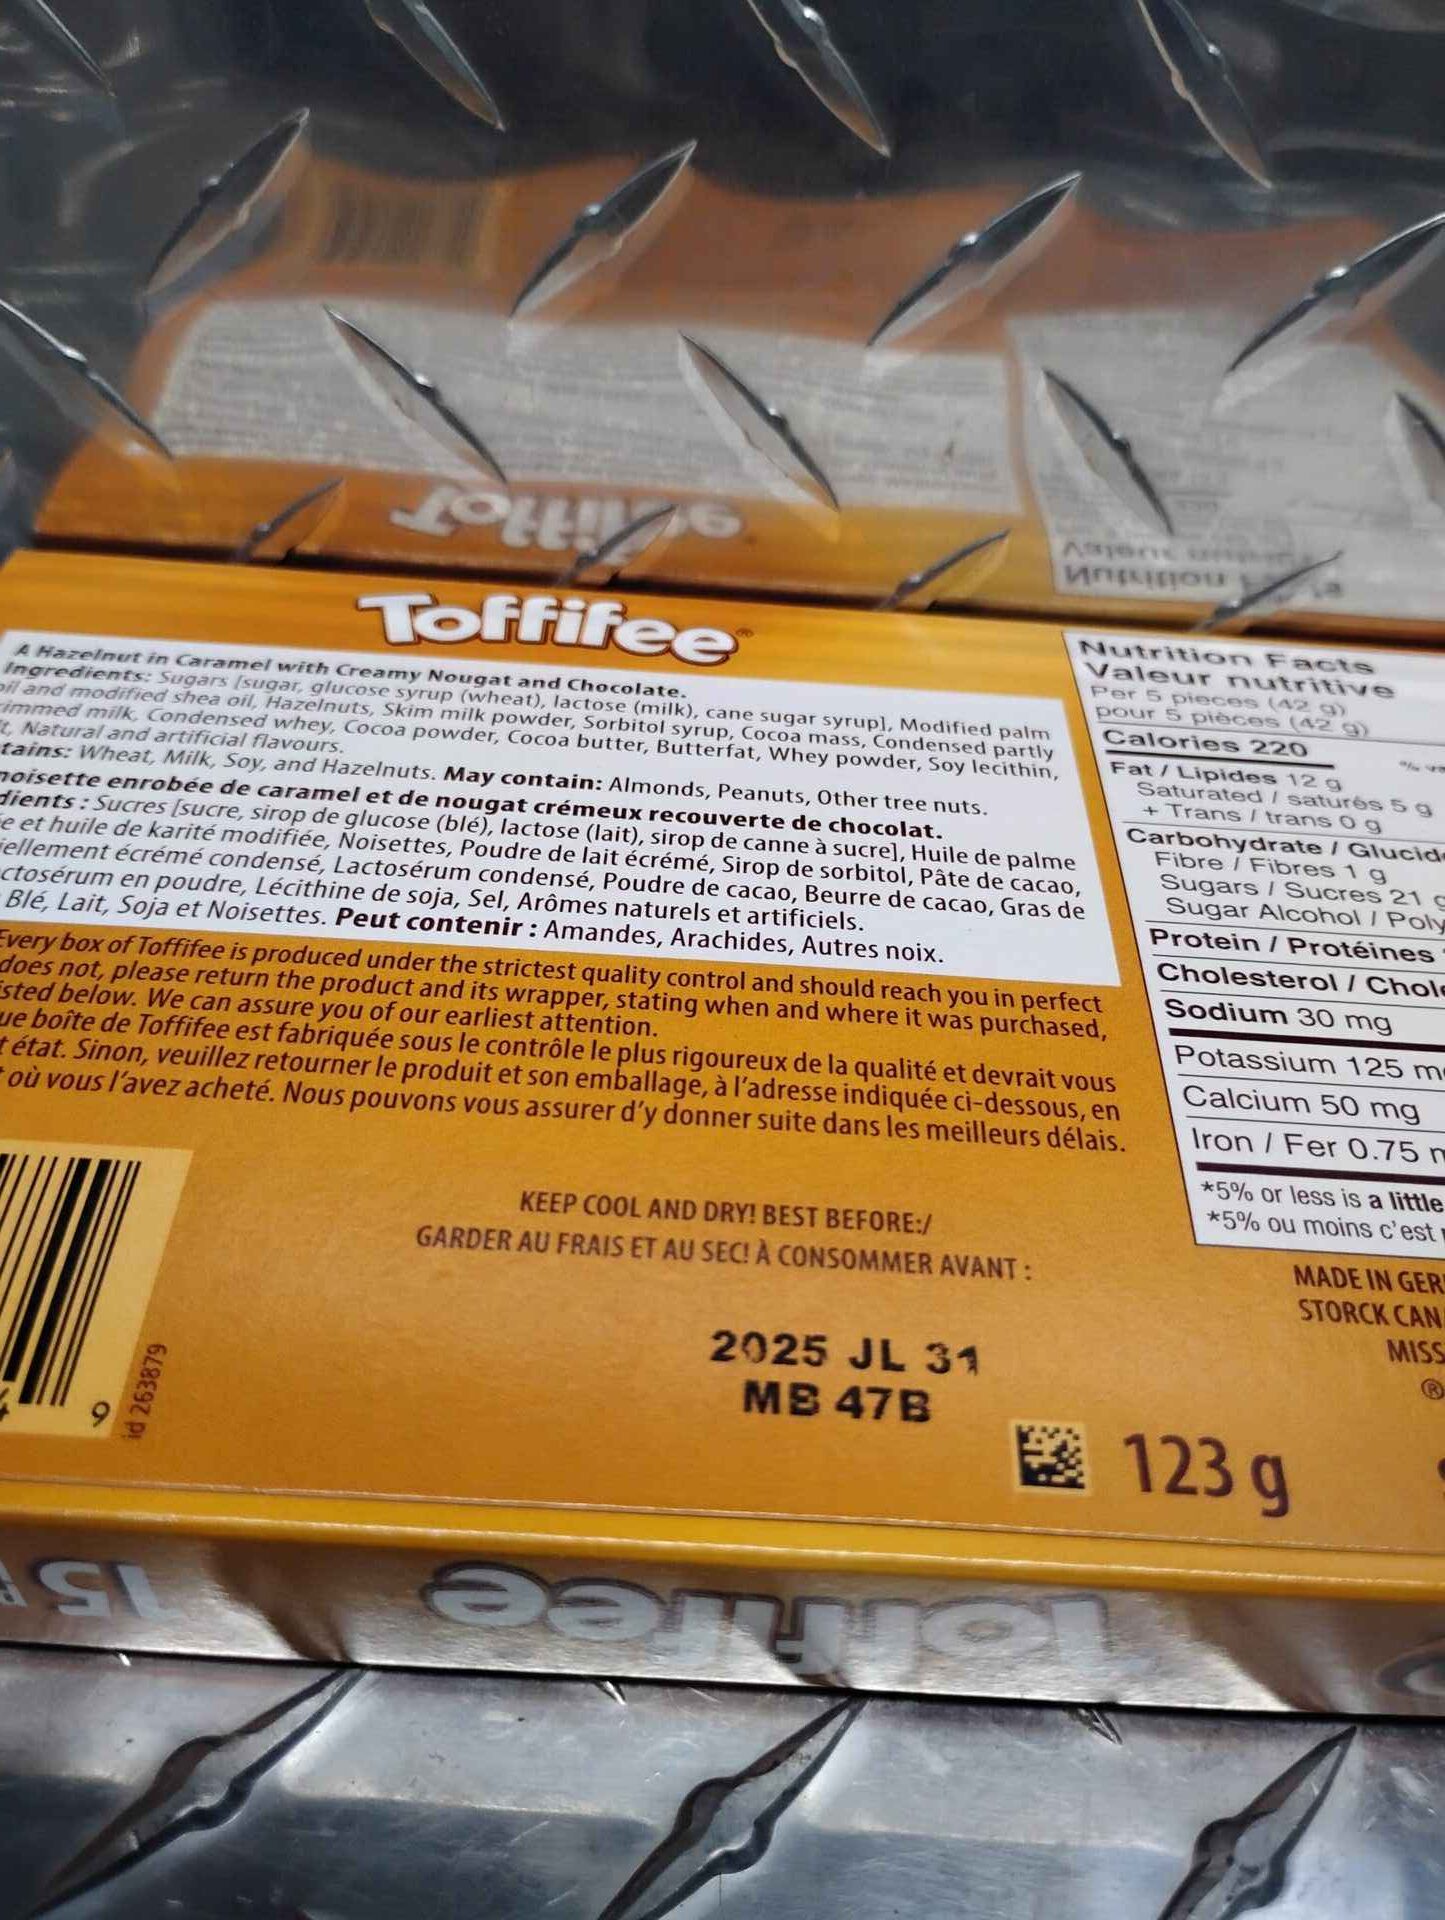 Toffifee®
A Hazelnut in Caramel with Creamy Nougat and Chocolate.
Ingredients: Sugars [sugar, glucose syrup (wheat), lactose (milk), cane sugar syrup], Modified palm
oil and modified shea oil, Hazelnuts, Skim milk powder, Sorbitol syrup, Cocoa mass, Condensed partly
immed milk, Condensed whey, Cocoa powder, Cocoa butter, Butterfat, Whey powder, Soy lecithin,
t, Natural and artificial flavours.
tains: Wheat, Milk, Soy, and Hazelnuts. May contain: Almonds, Peanuts, Other tree nuts.
noisette enrobée de caramel et de nougat crémeux recouverte de chocolat.
dients : Sucres [sucre, sirop de glucose (blé), lactose (lait), sirop de canne à sucre], Huile de palme
e et huile de karité modifiée, Noisettes, Poudre de lait écrémé, Sirop de sorbitol, Pâte de cacao,
iellement écrémé condensé, Lactosérum condensé, Poudre de cacao, Beurre de cacao, Gras de
ctosérum en poudre, Lécithine de soja, Sel, Arômes naturels et artificiels.
Blé, Lait, Soja et Noisettes. Peut contenir : Amandes, Arachides, Autres noix.
Every box of Toffifee is produced under the strictest quality control and should reach you in perfect
does not, please return the product and its wrapper, stating when and where it was purchased,
isted below. We can assure you of our earliest attention.
ue boîte de Toffifee est fabriquée sous le contrôle le plus rigoureux de la qualité et devrait vous
t état. Sinon, veuillez retourner le produit et son emballage, à l'adresse indiquée ci-dessous, en
où vous l'avez acheté. Nous pouvons vous assurer d'y donner suite dans les meilleurs délais.
Nutrition Facts
Valeur nutritive
Per 5 pieces (42 g)
pour 5 pièces (42 g)
Calories 220
% va
Fat / Lipides 12 g
Saturated / saturés 5 g
+ Trans / trans 0 g
Carbohydrate / Glucide
Fibre / Fibres 1 g
Sugars / Sucres 21 g
Sugar Alcohol / Poly
Protein / Protéines
Cholesterol / Chole
Sodium 30 mg
Potassium 125 m
Calcium 50 mg
Iron / Fer 0.75 m
*5% or less is a little
*5% ou moins c'est
KEEP COOL AND DRY! BEST BEFORE:/
GARDER AU FRAIS ET AU SEC! À CONSOMMER AVANT :
2025 JL 31
MB 47B
MADE IN GER
STORCK CAN
MISS
®
9
id 263879
123 g
Toffifee
15